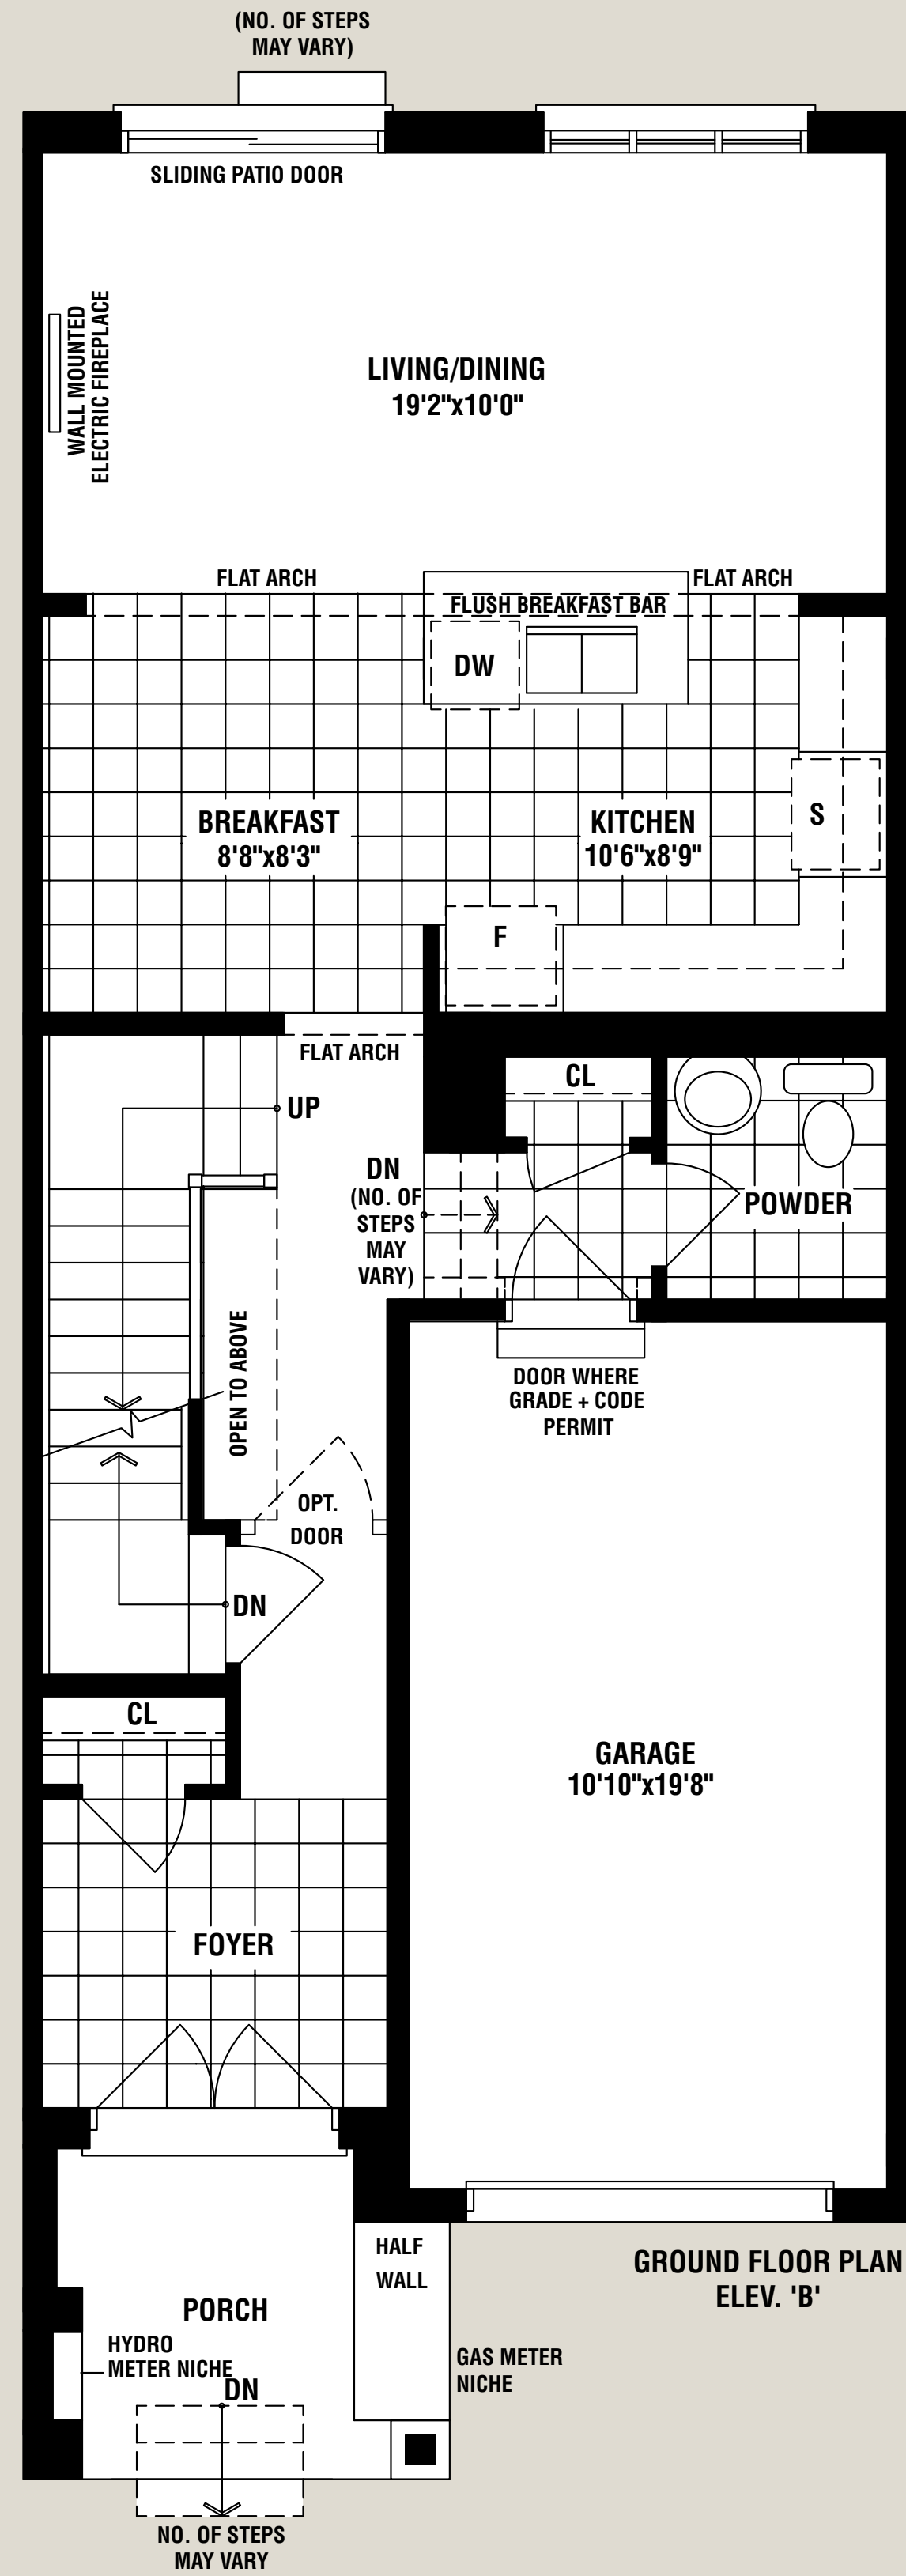 (NO. OF STEPS
MAY VARY)
SLIDING PATIO DOOR
WALL MOUNTED
ELECTRIC FIREPLACE
LIVING/DINING
19'2"x10'0"
FLAT ARCH
FLAT ARCH
FLUSH BREAKFAST BAR
DW
S
BREAKFAST
8'8"x8'3"
KITCHEN
10'6"x8'9"
F
FLAT ARCH
CL
UP
DN
(NO. OF
STEPS
MAY
VARY)
POWDER
OPEN TO ABOVE
DOOR WHERE
GRADE + CODE
PERMIT
OPT.
DOOR
DN
CL
GARAGE
10'10"x19'8"
FOYER
HALF
WALL
GROUND FLOOR PLAN
ELEV. 'B'
PORCH
HYDRO
METER NICHE
GAS METER
NICHE
DN
NO. OF STEPS
MAY VARY